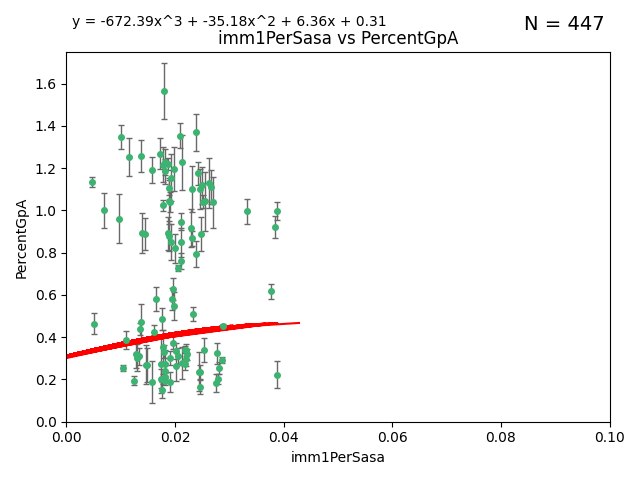 y = -672.39x^3 + -35.18x^2 + 6.36x + 0.31
N = 447
imm1PerSasa vs PercentGpA
PercentGpA
1.6
1.4
1.2
1.0
0.8
0.6
0.4
0.2
0.0
0.00 0.02 0.04 0.06 0.08 0.10
imm1PerSasa